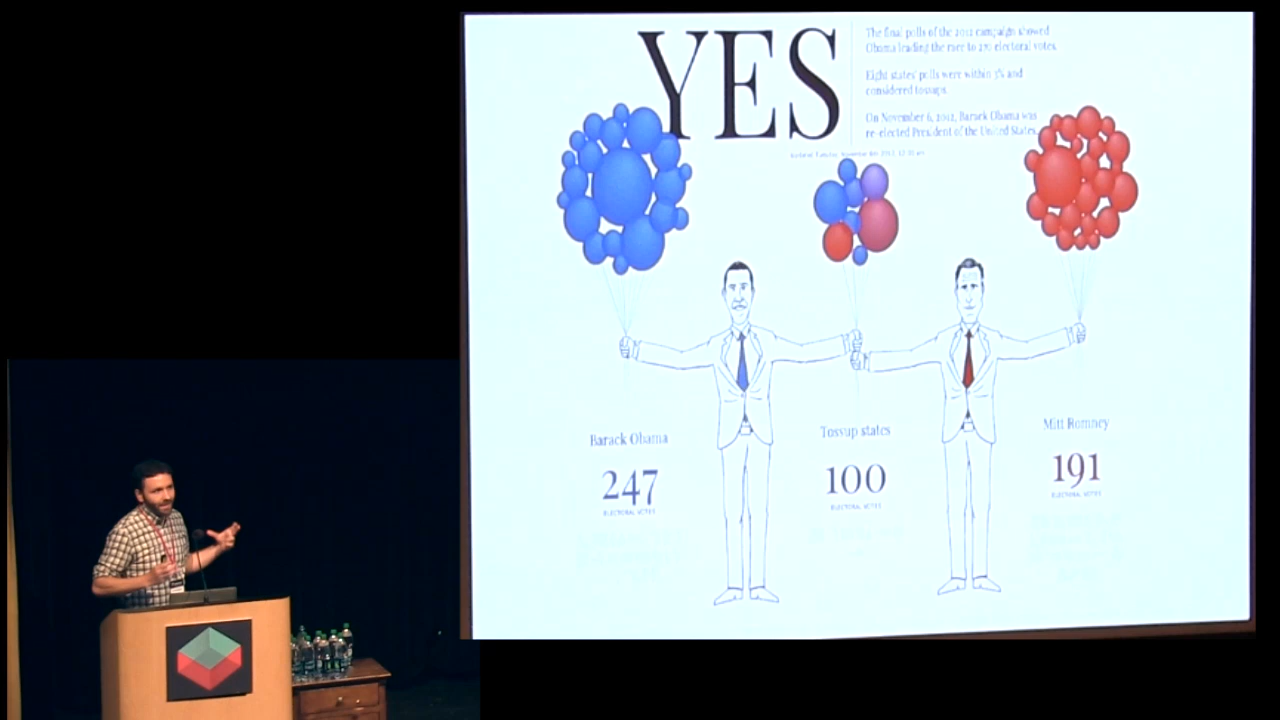 YES
The final polls of the 2012 campaign showed
Obama leading the race to 270 electoral votes.
Eight states' polls were within 3% and
considered tossups.
On November 6, 2012, Barack Obama was
re-elected President of the United States.
Barack Obama
247
ELECTORAL VOTES
Tossup states
100
ELECTORAL VOTES
Mitt Romney
191
ELECTORAL VOTES